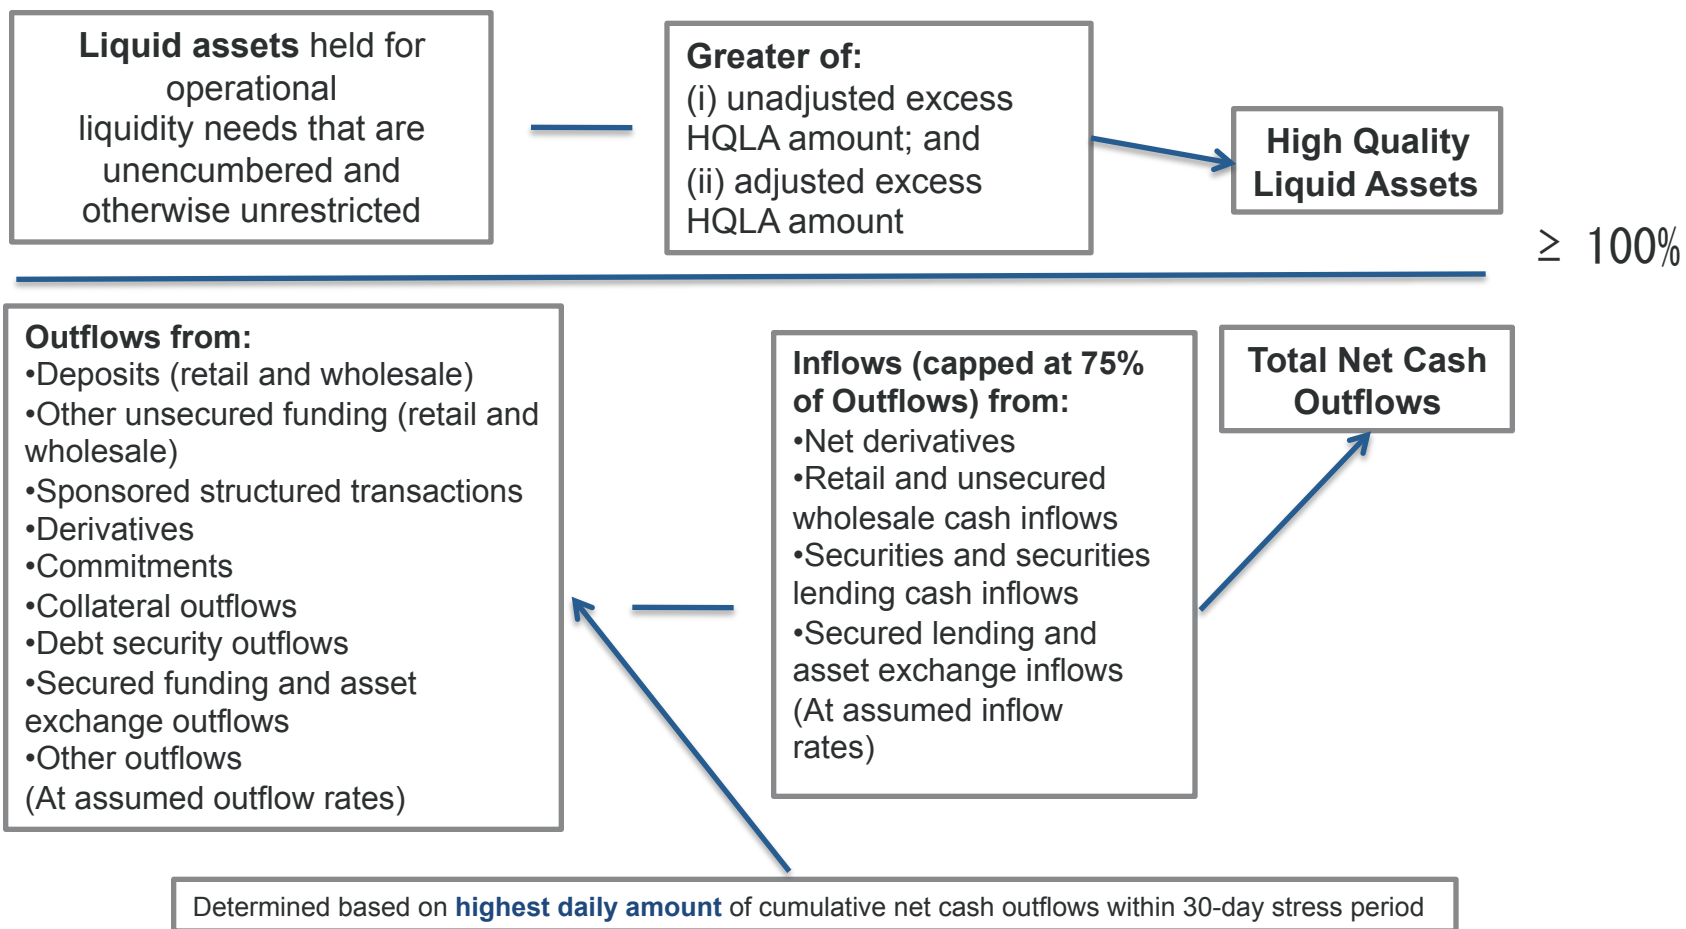 Liquid assets held for
operational
liquidity needs that are
unencumbered and
otherwise unrestricted
Greater of:
(i) unadjusted excess
HQLA amount; and
(ii) adjusted excess
HQLA amount
High Quality
Liquid Assets
≥ 100%
Outflows from:
•Deposits (retail and wholesale)
•Other unsecured funding (retail and
wholesale)
•Sponsored structured transactions
•Derivatives
•Commitments
•Collateral outflows
•Debt security outflows
•Secured funding and asset
exchange outflows
•Other outflows
(At assumed outflow rates)
Inflows (capped at 75%
of Outflows) from:
•Net derivatives
•Retail and unsecured
wholesale cash inflows
•Securities and securities
lending cash inflows
•Secured lending and
asset exchange inflows
(At assumed inflow
rates)
Total Net Cash
Outflows
Determined based on highest daily amount of cumulative net cash outflows within 30-day stress period